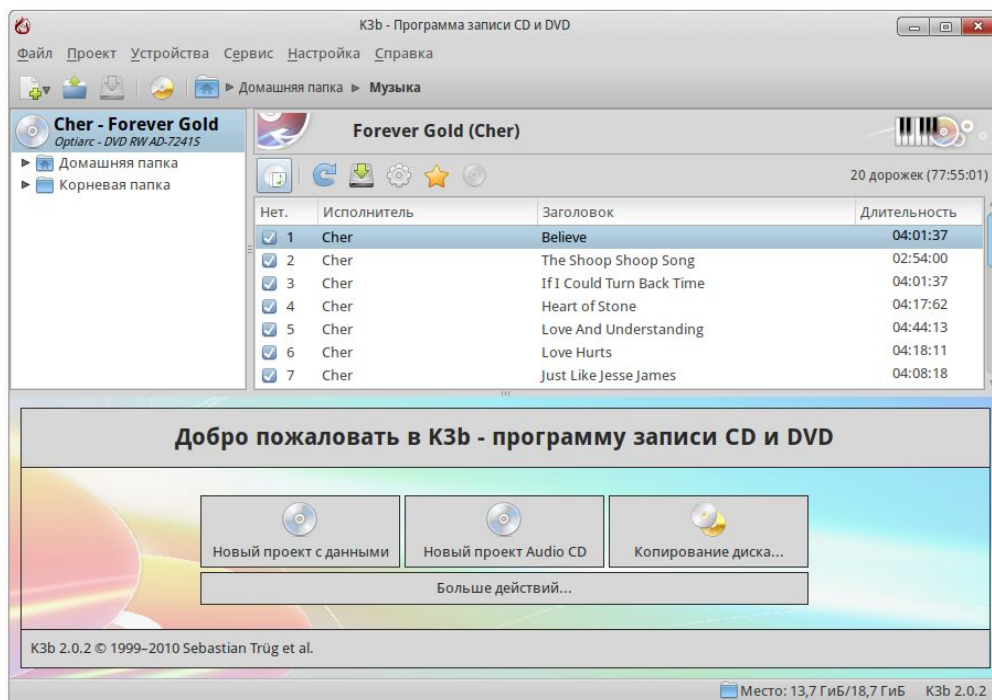 K3b - Программа записи CD и DVD
Файл Проект Устройства Сервис Настройка Справка
Домашняя папка Музыка
Cher - Forever Gold
Optiarc - DVD RW AD-7241S
Домашняя папка
Корневая папка
Forever Gold (Cher)
20 дорожек (77:55:01)
Нет. Исполнитель Заголовок Длительность
1 Cher Believe 04:01:37
2 Cher The Shoop Shoop Song 02:54:00
3 Cher If I Could Turn Back Time 04:01:37
4 Cher Heart of Stone 04:17:62
5 Cher Love And Understanding 04:44:13
6 Cher Love Hurts 04:18:11
7 Cher Just Like Jesse James 04:08:18
Добро пожаловать в K3b - программу записи CD и DVD
Новый проект с данными Новый проект Audio CD Копирование диска...
Больше действий...
K3b 2.0.2 © 1999–2010 Sebastian Trüg et al.
Место: 13,7 ГиБ/18,7 ГиБ K3b 2.0.2